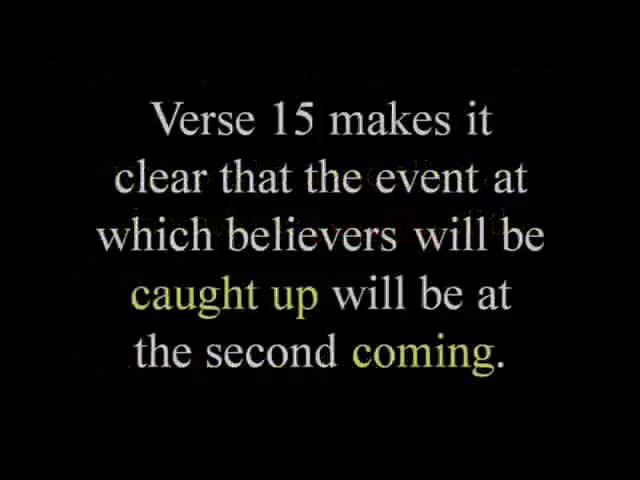 Verse 15 makes it
clear that the event at
which believers will be
caught up will be at
the second coming.